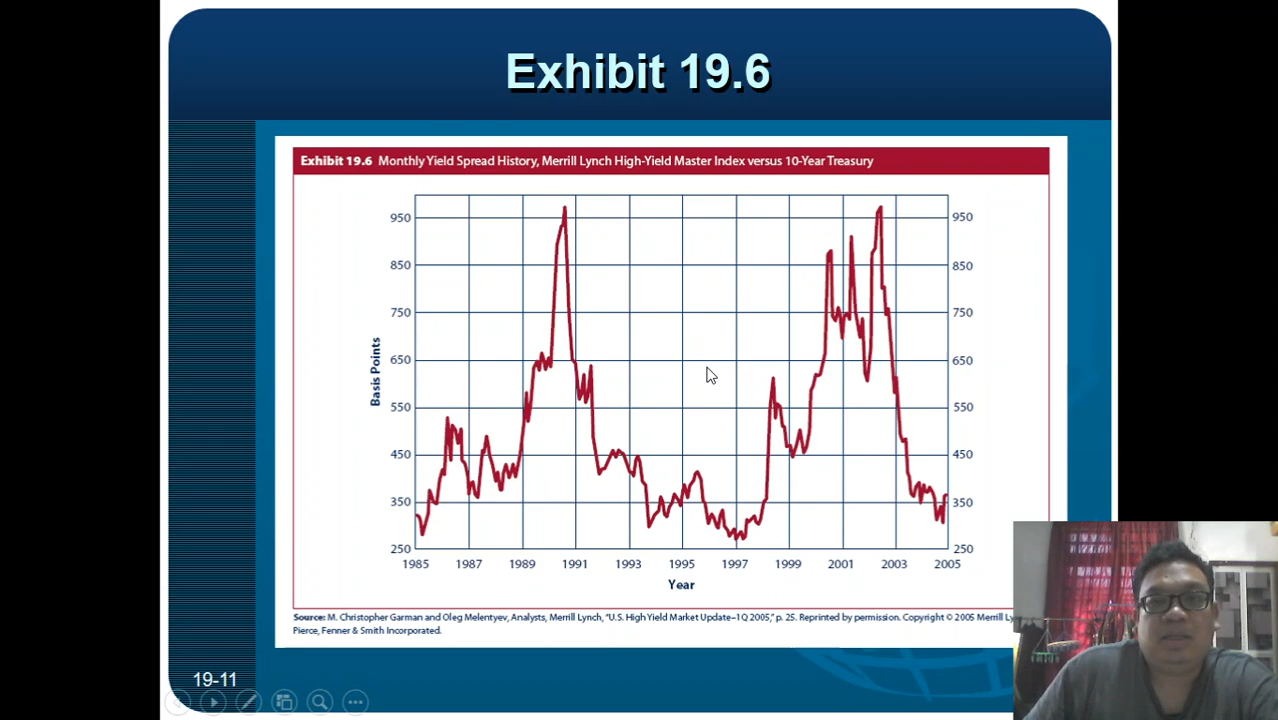 Exhibit 19.6
Exhibit 19.6 Monthly Yield Spread History, Merrill Lynch High-Yield Master Index versus 10-Year Treasury
950
850
750
650
550
450
350
250
Basis Points
950
850
750
650
550
450
350
250
1985 1987 1989 1991 1993 1995 1997 1999 2001 2003 2005
Year
Source: M. Christopher Garman and Oleg Melentyev, Analysts, Merrill Lynch, "U.S. High Yield Market Update–1Q 2005," p. 25. Reprinted by permission. Copyright © 2005 Merrill
Pierce, Fenner & Smith Incorporated.
19-11